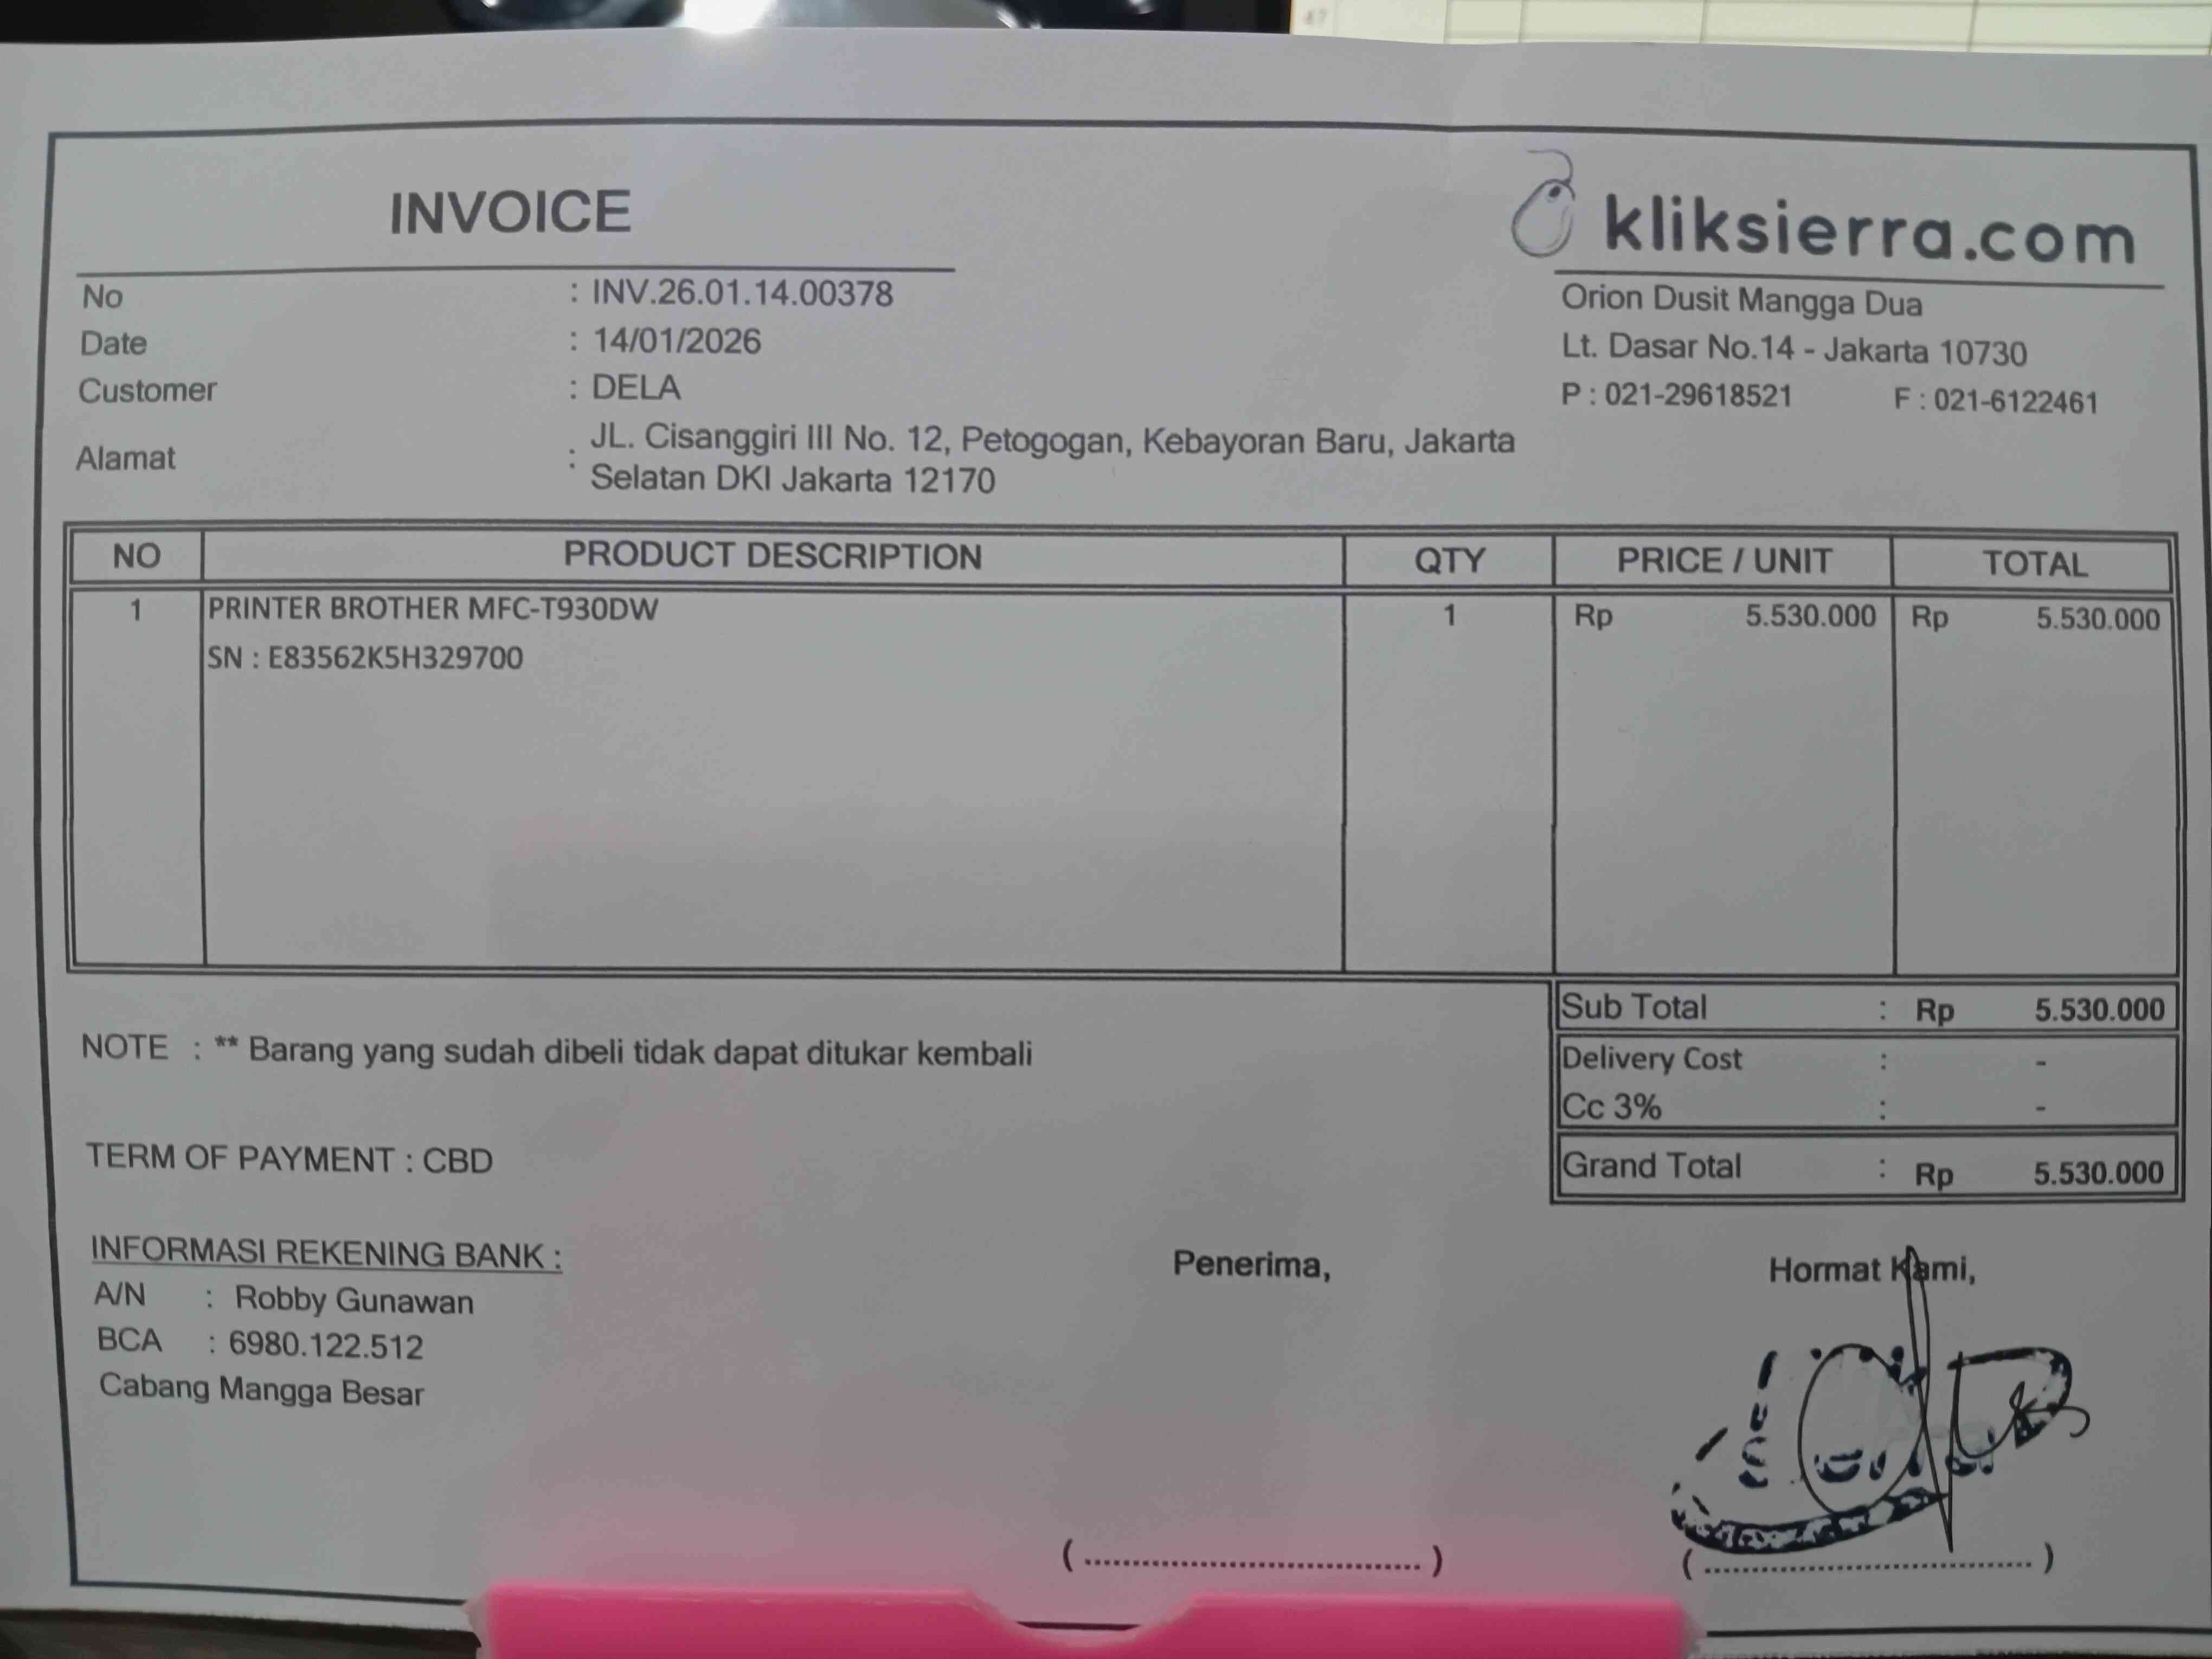 INVOICE
kliksierra.com
No : INV.26.01.14.00378
Date : 14/01/2026
Customer : DELA
Alamat : JL. Cisanggiri III No. 12, Petogogan, Kebayoran Baru, Jakarta
Selatan DKI Jakarta 12170
Orion Dusit Mangga Dua
Lt. Dasar No.14 - Jakarta 10730
P : 021-29618521 F : 021-6122461
NO PRODUCT DESCRIPTION QTY PRICE / UNIT TOTAL
1 PRINTER BROTHER MFC-T930DW 1 Rp 5.530.000 Rp 5.530.000
SN : E83562K5H329700
Sub Total : Rp 5.530.000
Delivery Cost : -
Cc 3% : -
Grand Total : Rp 5.530.000
NOTE : ** Barang yang sudah dibeli tidak dapat ditukar kembali
TERM OF PAYMENT : CBD
INFORMASI REKENING BANK :
A/N : Robby Gunawan
BCA : 6980.122.512
Cabang Mangga Besar
Penerima,
Hormat Kami,
( ........................................ )
( ........................................ )